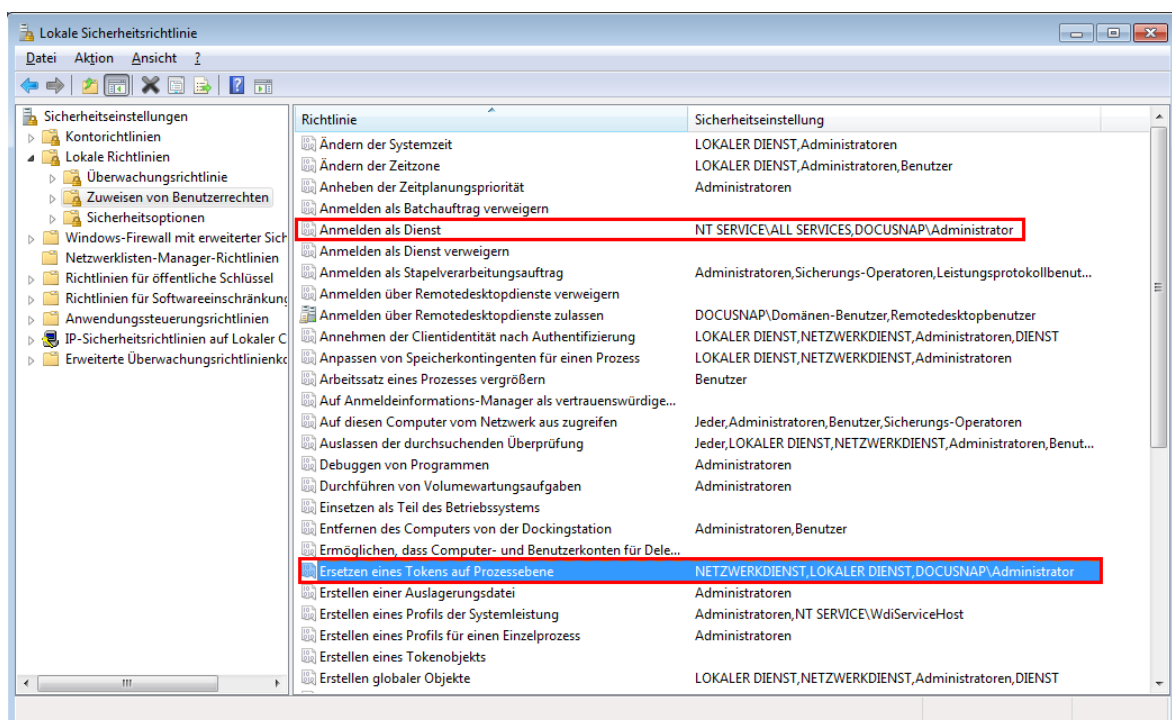 Lokale Sicherheitsrichtlinie
Datei Aktion Ansicht ?
Sicherheitseinstellungen
Kontorichtlinien
Lokale Richtlinien
Überwachungsrichtlinie
Zuweisen von Benutzerrechten
Sicherheitsoptionen
Windows-Firewall mit erweiterter Sich
Netzwerklisten-Manager-Richtlinien
Richtlinien für öffentliche Schlüssel
Richtlinien für Softwareeinschränkung
Anwendungssteuerungsrichtlinien
IP-Sicherheitsrichtlinien auf Lokaler C
Erweiterte Überwachungsrichtlinienko
Richtlinie Sicherheitseinstellung
Ändern der Systemzeit LOKALER DIENST,Administratoren
Ändern der Zeitzone LOKALER DIENST,Administratoren,Benutzer
Anheben der Zeitplanungspriorität Administratoren
Anmelden als Batchauftrag verweigern
Anmelden als Dienst NT SERVICE\ALL SERVICES,DOCUSNAP\Administrator
Anmelden als Dienst verweigern
Anmelden als Stapelverarbeitungsauftrag Administratoren,Sicherungs-Operatoren,Leistungsprotokollbenut...
Anmelden über Remotedesktopdienste verweigern
Anmelden über Remotedesktopdienste zulassen DOCUSNAP\Domänen-Benutzer,Remotedesktopbenutzer
Annehmen der Clientidentität nach Authentifizierung LOKALER DIENST,NETZWERKDIENST,Administratoren,DIENST
Anpassen von Speicherkontingenten für einen Prozess LOKALER DIENST,NETZWERKDIENST,Administratoren
Arbeitssatz eines Prozesses vergrößern Benutzer
Auf Anmeldeinformations-Manager als vertrauenswürdige...
Auf diesen Computer vom Netzwerk aus zugreifen Jeder,Administratoren,Benutzer,Sicherungs-Operatoren
Auslassen der durchsuchenden Überprüfung Jeder,LOKALER DIENST,NETZWERKDIENST,Administratoren,Benut...
Debuggen von Programmen Administratoren
Durchführen von Volumewartungsaufgaben Administratoren
Einsetzen als Teil des Betriebssystems
Entfernen des Computers von der Dockingstation Administratoren,Benutzer
Ermöglichen, dass Computer- und Benutzerkonten für Dele...
Ersetzen eines Tokens auf Prozessebene NETZWERKDIENST,LOKALER DIENST,DOCUSNAP\Administrator
Erstellen einer Auslagerungsdatei Administratoren
Erstellen eines Profils der Systemleistung Administratoren,NT SERVICE\WdiServiceHost
Erstellen eines Profils für einen Einzelprozess Administratoren
Erstellen eines Tokenobjekts
Erstellen globaler Objekte LOKALER DIENST,NETZWERKDIENST,Administratoren,DIENST